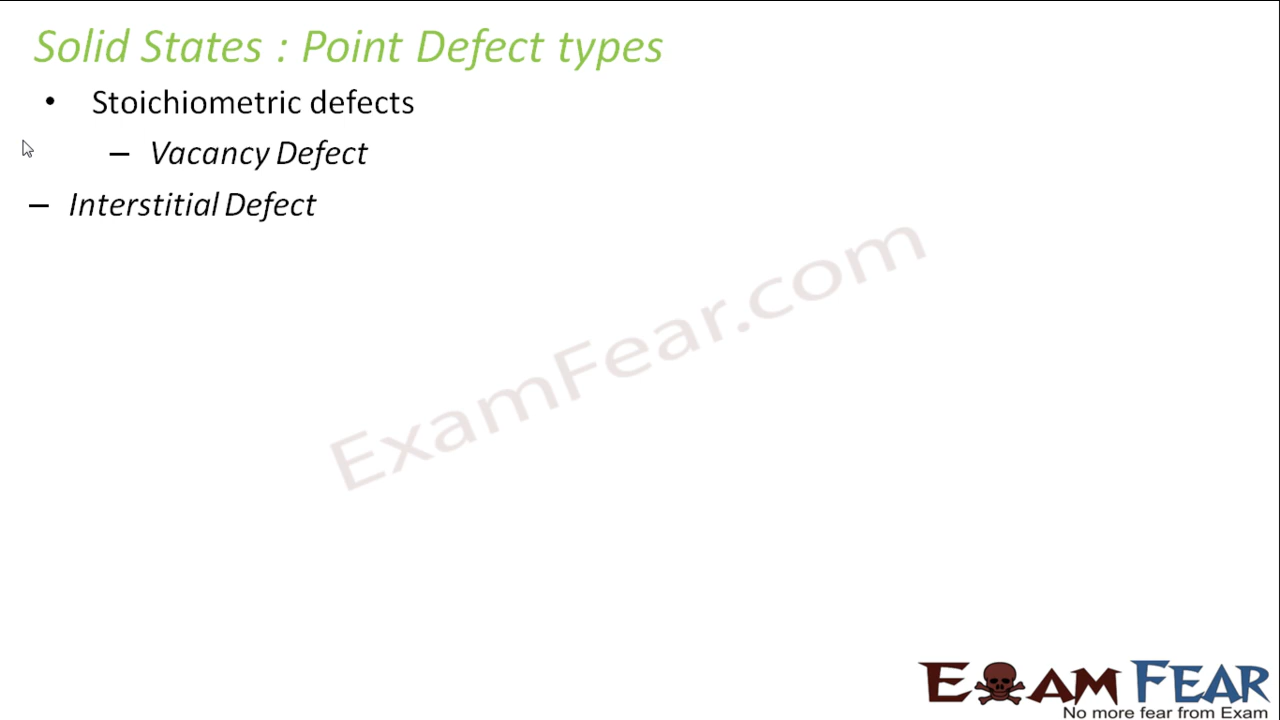 Solid States : Point Defect types
• Stoichiometric defects
– Vacancy Defect
– Interstitial Defect
ExamFear.com
EXAM FEAR
No more fear from Exam